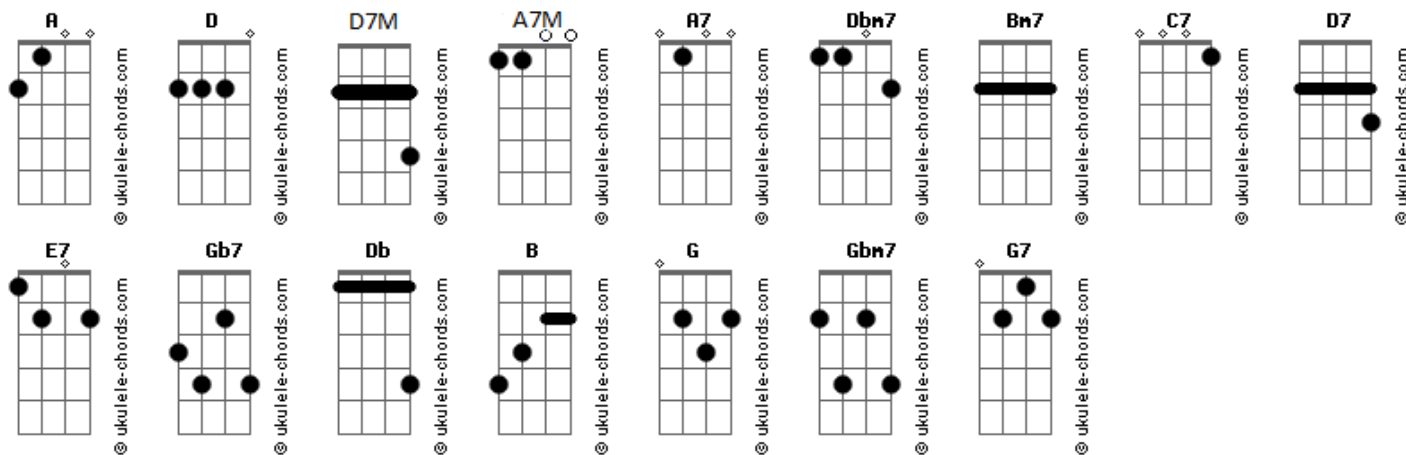 A D D7M A7M A7 Dbm7 Bm7 C7 D7
© ukulele-chords.com © ukulele-chords.com © ukulele-chords.com © ukulele-chords.com © ukulele-chords.com © ukulele-chords.com © ukulele-chords.com © ukulele-chords.com © ukulele-chords.com
E7 Gb7 Db B G Gbm7 G7
© ukulele-chords.com © ukulele-chords.com © ukulele-chords.com © ukulele-chords.com © ukulele-chords.com © ukulele-chords.com © ukulele-chords.com